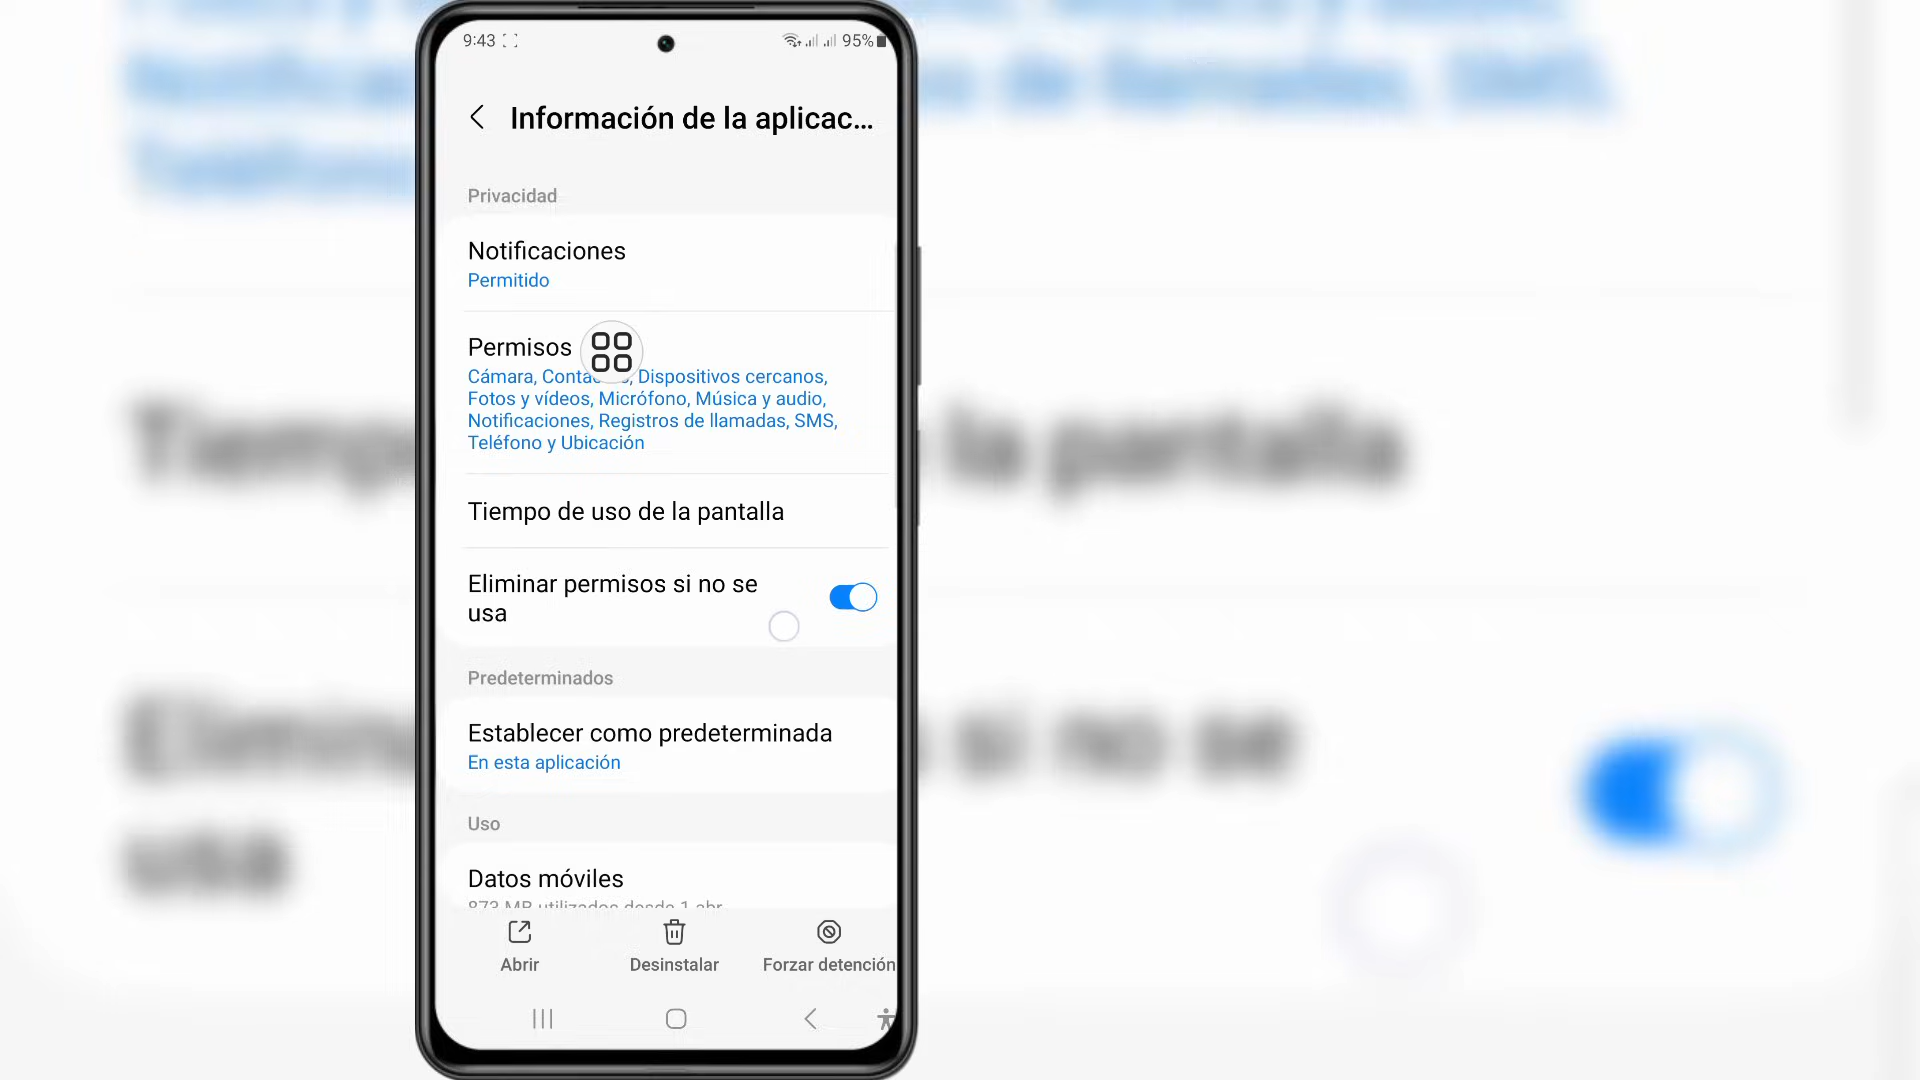 9:43 95%
Información de la aplicac...
Privacidad
Notificaciones
Permitido
Permisos
Cámara, Conta , Dispositivos cercanos,
Fotos y vídeos, Micrófono, Música y audio,
Notificaciones, Registros de llamadas, SMS,
Teléfono y Ubicación
Tiempo de uso de la pantalla
Eliminar permisos si no se
usa
Predeterminados
Establecer como predeterminada
En esta aplicación
Uso
Datos móviles
873 MB utilizados desde 1 abr
Abrir Desinstalar Forzar detención